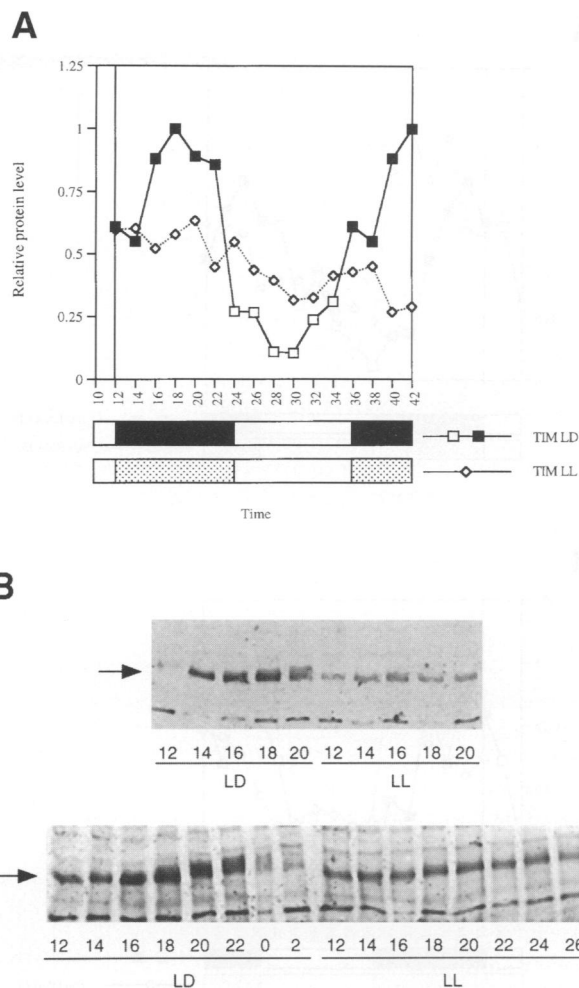 A
1.25
1
0.75
0.5
0.25
0
Relative protein level
10 12 14 16 18 20 22 24 26 28 30 32 34 36 38 40 42
TIM LD
TIM LL
Time
B
12 14 16 18 20 12 14 16 18 20
LD LL
12 14 16 18 20 22 0 2 12 14 16 18 20 22 24 26
LD LL